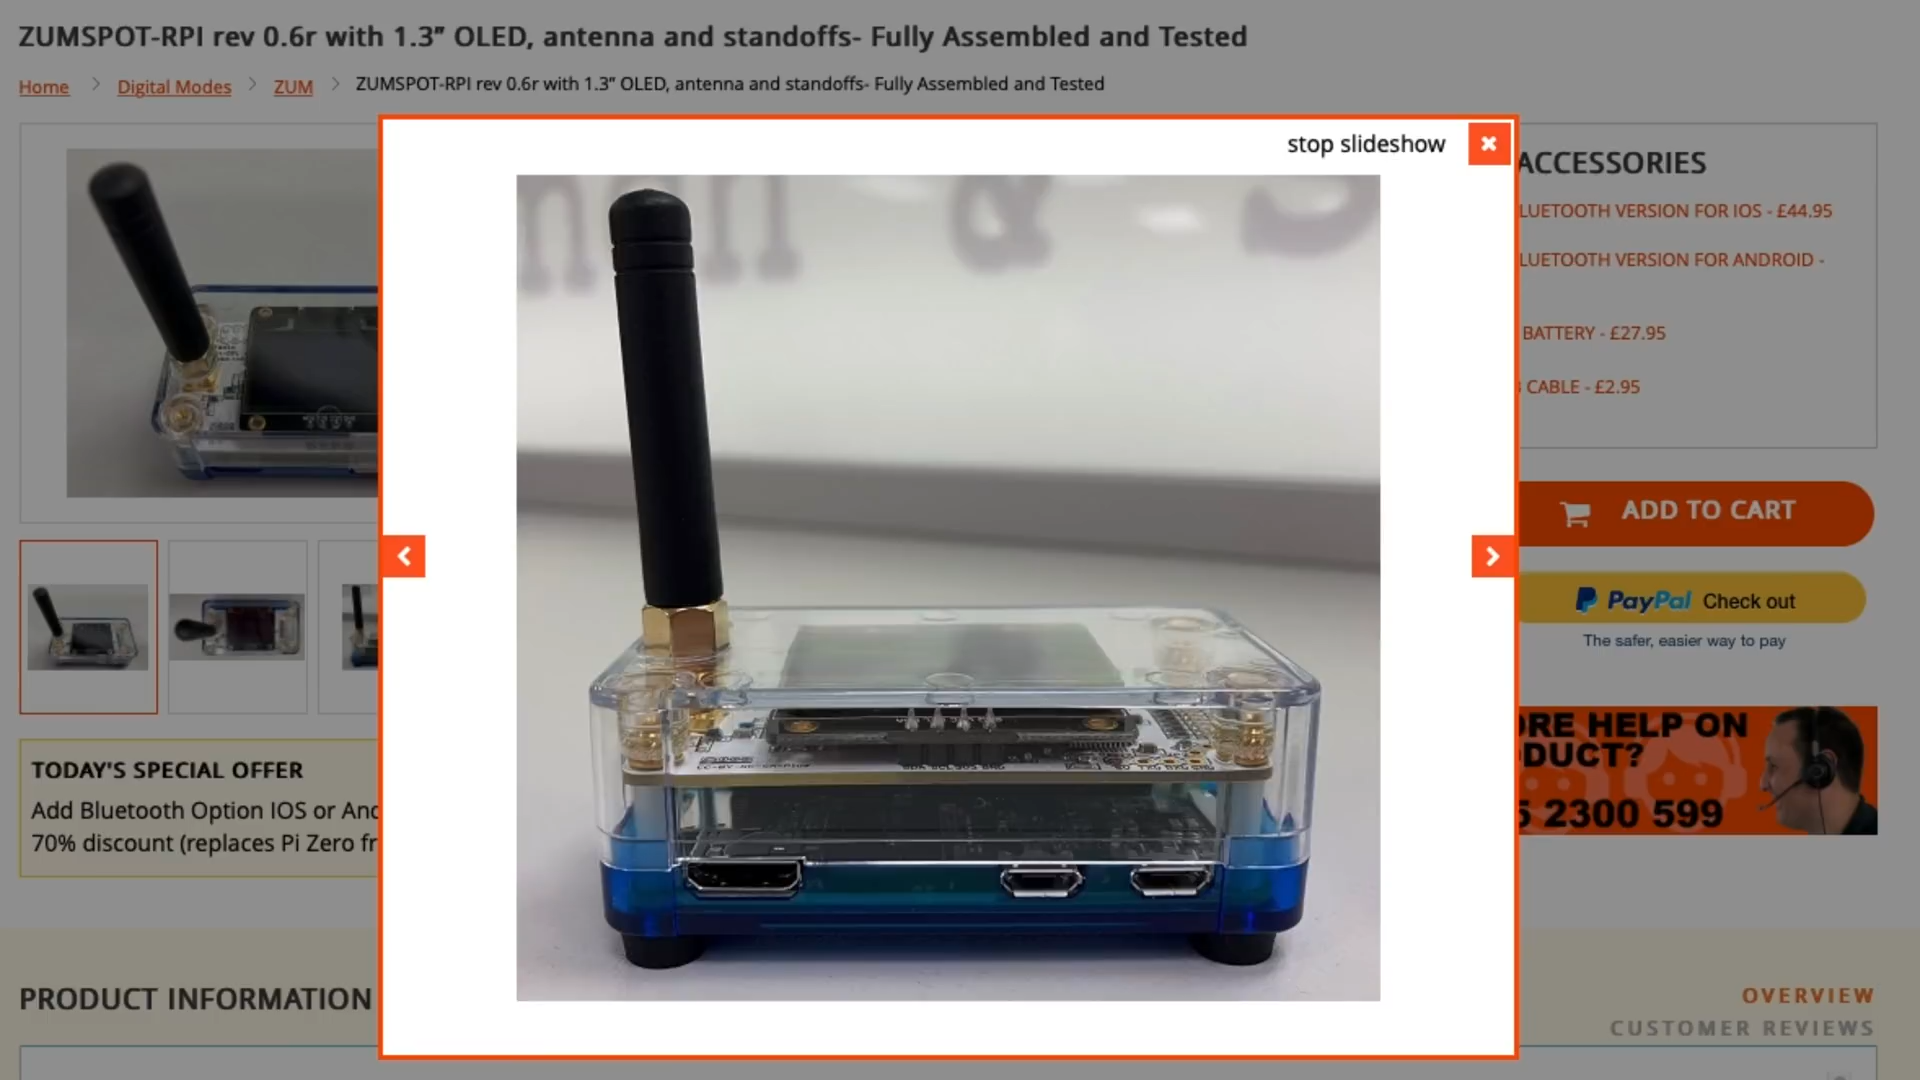 ZUMSPOT-RPI rev 0.6r with 1.3” OLED, antenna and standoffs- Fully Assembled and Tested
Home > Digital Modes > ZUM > ZUMSPOT-RPI rev 0.6r with 1.3” OLED, antenna and standoffs- Fully Assembled and Tested
stop slideshow
ACCESSORIES
LUETOOTH VERSION FOR IOS - £44.95
LUETOOTH VERSION FOR ANDROID -
BATTERY - £27.95
CABLE - £2.95
ADD TO CART
PayPal Check out
The safer, easier way to pay
ORE HELP ON
DUCT?
5 2300 599
TODAY'S SPECIAL OFFER
Add Bluetooth Option IOS or And
70% discount (replaces Pi Zero fr
PRODUCT INFORMATION
OVERVIEW
CUSTOMER REVIEWS